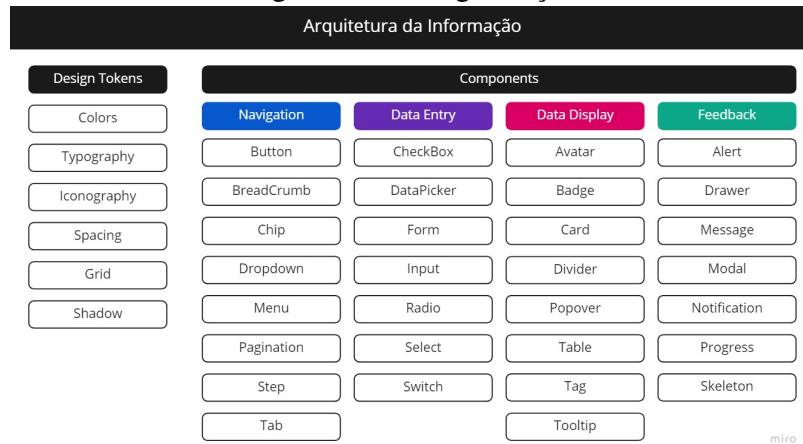 Arquitetura da Informação
Design Tokens
Components
Colors
Typography
Iconography
Spacing
Grid
Shadow
Navigation
Button
BreadCrumb
Chip
Dropdown
Menu
Pagination
Step
Tab
Data Entry
CheckBox
DataPicker
Form
Input
Radio
Select
Switch
Data Display
Avatar
Badge
Card
Divider
Popover
Table
Tag
Tooltip
Feedback
Alert
Drawer
Message
Modal
Notification
Progress
Skeleton
miro